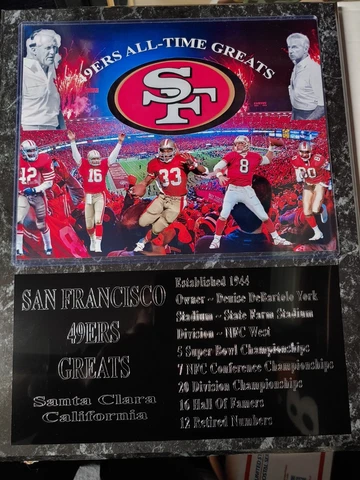 49ERS ALL-TIME GREATS
SF
12 16 33 8 80
SAN FRANCISCO
49ERS
GREATS
Santa Clara
California
Established 1944
Owner ~ Denise DeBartolo York
Stadium ~ State Farm Stadium
Division ~ NFC West
5 Super Bowl Championships
7 NFC Conference Championships
20 Division Championships
16 Hall Of Famers
12 Retired Numbers